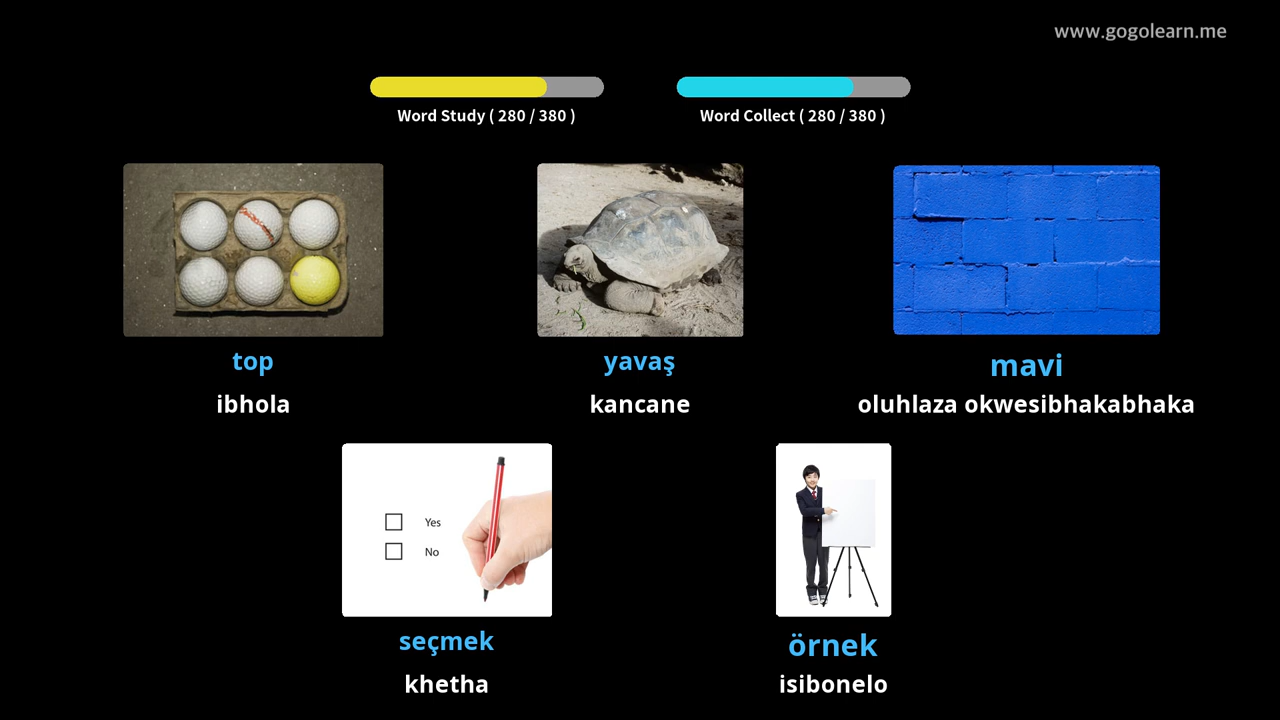 www.gogolearn.me
Word Study ( 280 / 380 )
Word Collect ( 280 / 380 )
top
ibhola
yavaş
kancane
mavi
oluhlaza okwesibhakabhaka
Yes
No
seçmek
khetha
örnek
isibonelo